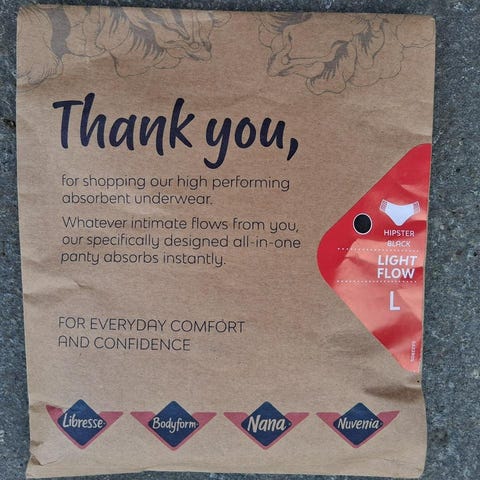 Thank you,
for shopping our high performing
absorbent underwear.
Whatever intimate flows from you,
our specifically designed all-in-one
panty absorbs instantly.
HIPSTER
BLACK
LIGHT
FLOW
L
FOR EVERYDAY COMFORT
AND CONFIDENCE
Libresse
Bodyform
Nana
Nuvenia